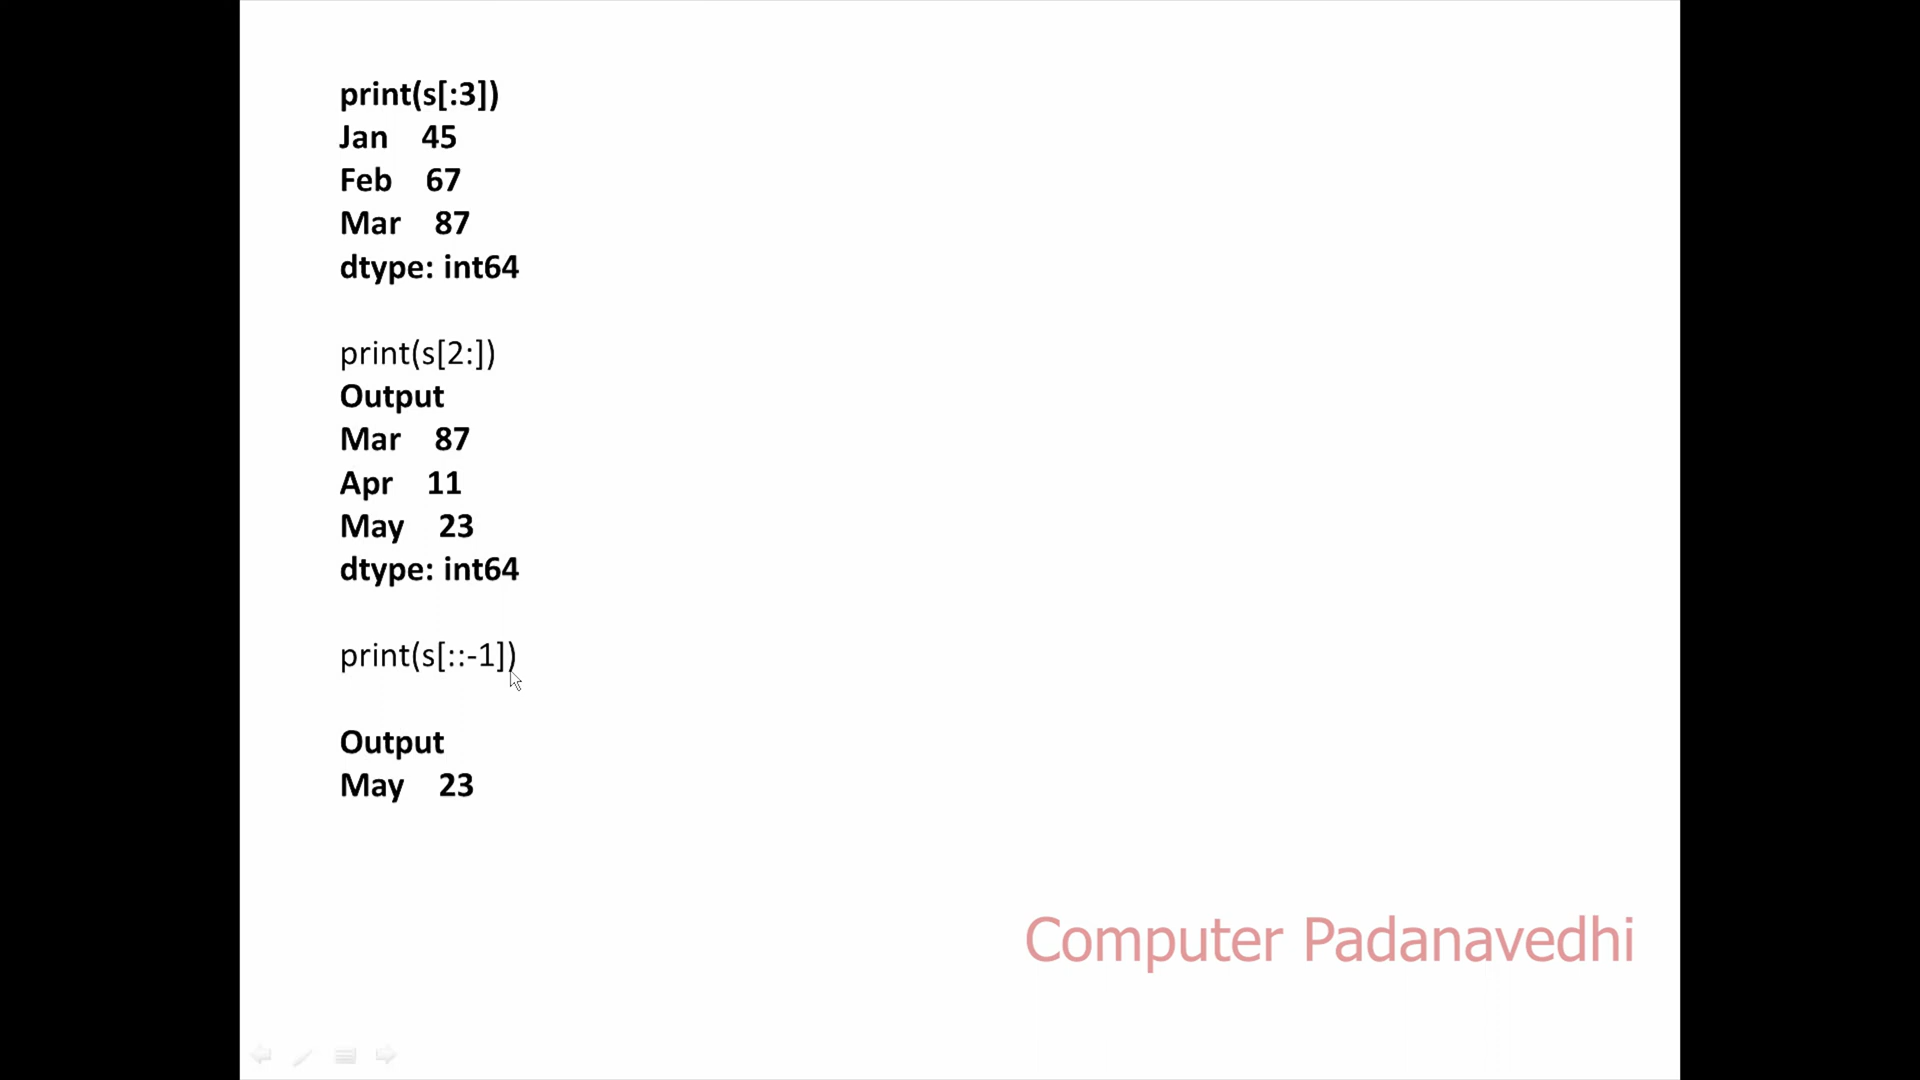 print(s[:3])
Jan 45
Feb 67
Mar 87
dtype: int64
print(s[2:])
Output
Mar 87
Apr 11
May 23
dtype: int64
print(s[::-1])
Output
May 23
Computer Padanavedhi